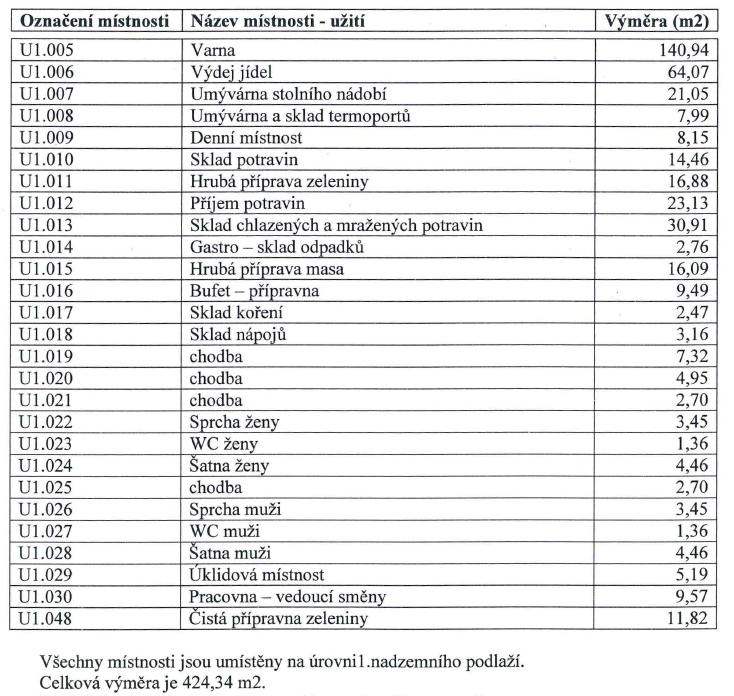 Označení místnosti Název místnosti - užití Výměra (m2)
U1.005 Varna 140,94
U1.006 Výdej jídel 64,07
U1.007 Umývárna stolního nádobí 21,05
U1.008 Umývárna a sklad termoportů 7,99
U1.009 Denní místnost 8,15
U1.010 Sklad potravin 14,46
U1.011 Hrubá příprava zeleniny 16,88
U1.012 Příjem potravin 23,13
U1.013 Sklad chlazených a mražených potravin 30,91
U1.014 Gastro – sklad odpadků 2,76
U1.015 Hrubá příprava masa 16,09
U1.016 Bufet – přípravna 9,49
U1.017 Sklad koření 2,47
U1.018 Sklad nápojů 3,16
U1.019 chodba 7,32
U1.020 chodba 4,95
U1.021 chodba 2,70
U1.022 Sprcha ženy 3,45
U1.023 WC ženy 1,36
U1.024 Šatna ženy 4,46
U1.025 chodba 2,70
U1.026 Sprcha muži 3,45
U1.027 WC muži 1,36
U1.028 Šatna muži 4,46
U1.029 Úklidová místnost 5,19
U1.030 Pracovna – vedoucí směny 9,57
U1.048 Čistá přípravna zeleniny 11,82
Všechny místnosti jsou umístěny na úrovni1.nadzemního podlaží.
Celková výměra je 424,34 m2.